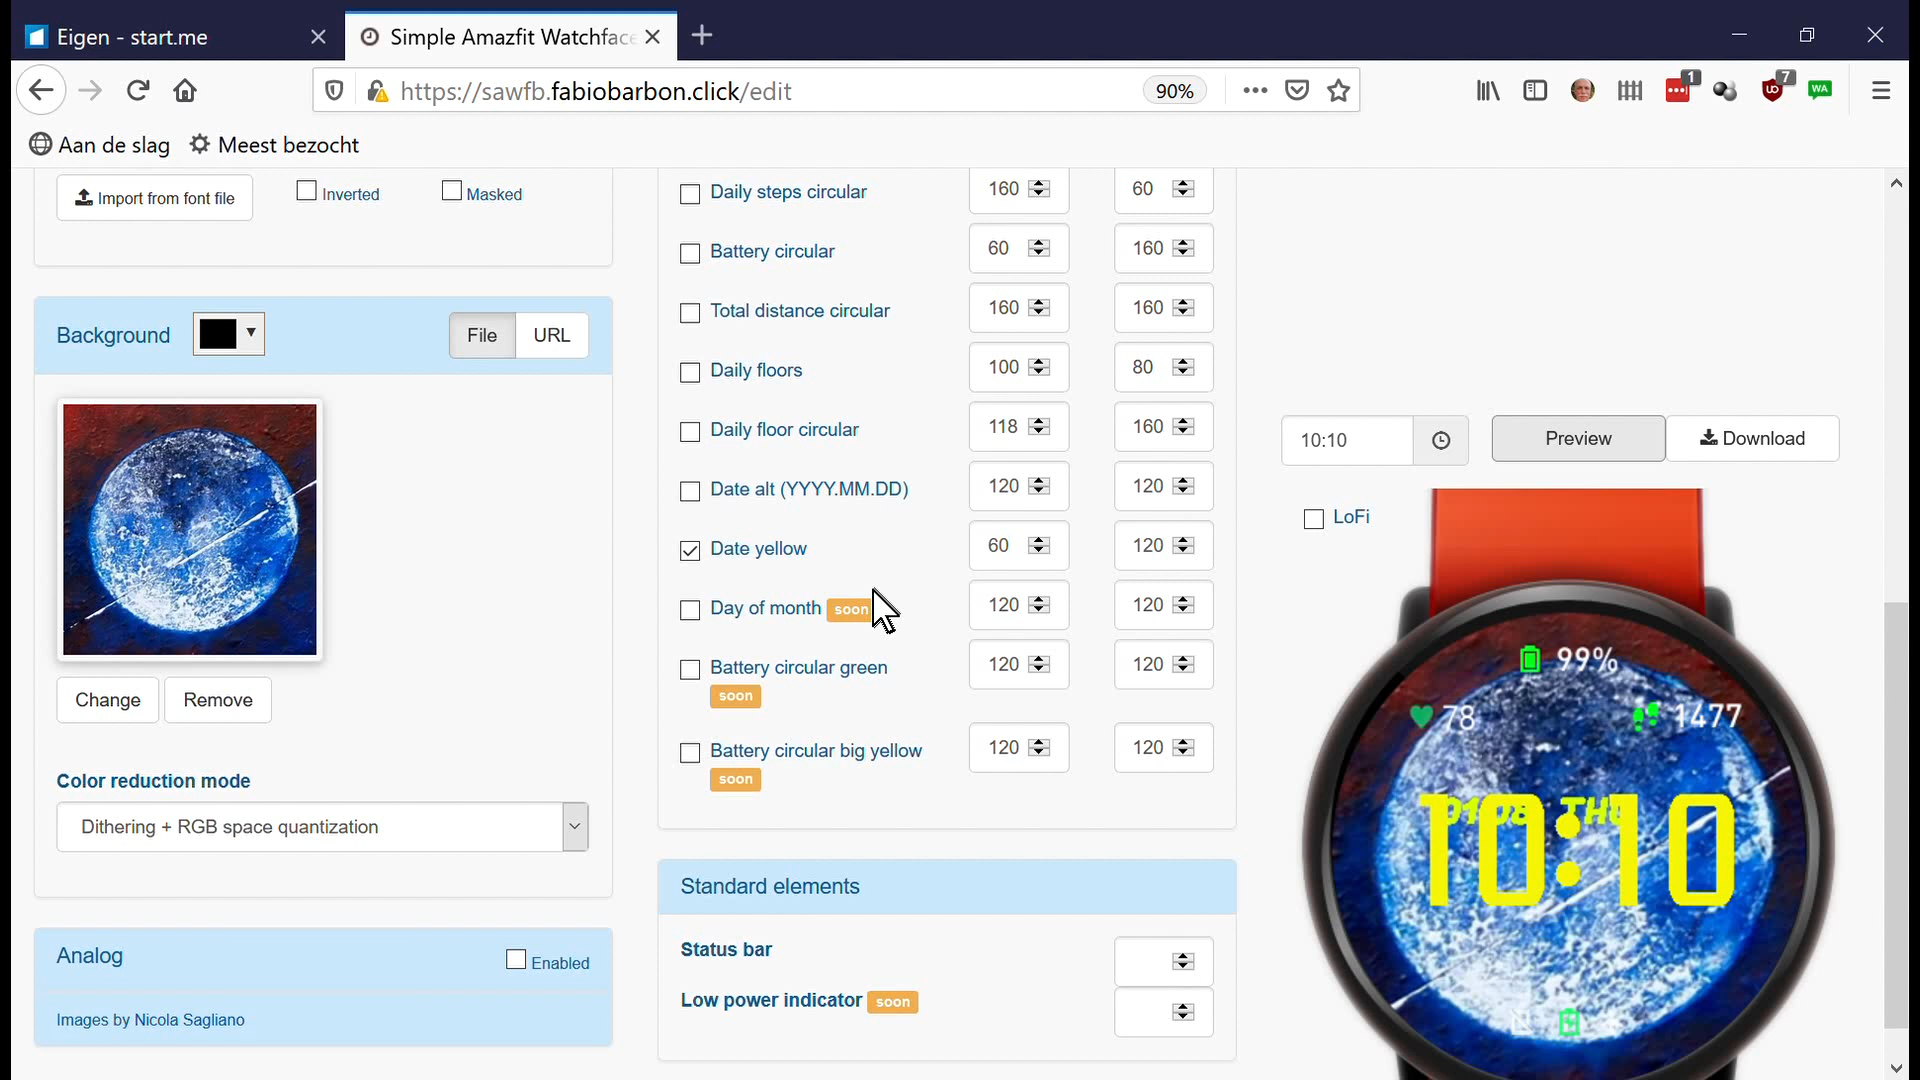 Eigen - start.me
Simple Amazfit Watchface
https://sawfb.fabiobarbon.click/edit
90%
1
7
WA
Aan de slag
Meest bezocht
Import from font file
Inverted
Masked
Background
File
URL
Change
Remove
Color reduction mode
Dithering + RGB space quantization
Analog
Enabled
Images by Nicola Sagliano
Daily steps circular 160 60
Battery circular 60 160
Total distance circular 160 160
Daily floors 100 80
Daily floor circular 118 160
Date alt (YYYY.MM.DD) 120 120
Date yellow 60 120
Day of month soon 120 120
Battery circular green 120 120
soon
Battery circular big yellow 120 120
soon
Standard elements
Status bar
Low power indicator soon
10:10
Preview
Download
LoFi
99%
78
1477
10:10